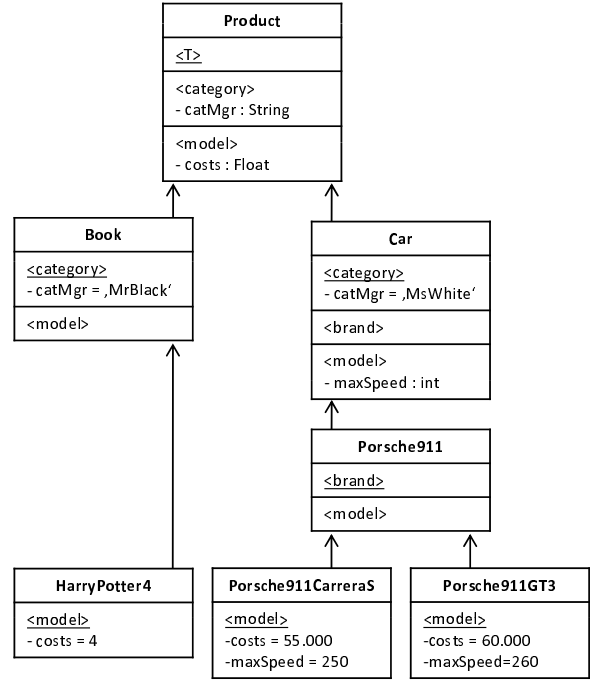 Product
<T>
<category>
- catMgr : String
<model>
- costs : Float
Book
<category>
- catMgr = ‚MrBlack‘
<model>
Car
<category>
- catMgr = ‚MsWhite‘
<brand>
<model>
- maxSpeed : int
Porsche911
<brand>
<model>
HarryPotter4
<model>
- costs = 4
Porsche911CarreraS
<model>
-costs = 55.000
-maxSpeed = 250
Porsche911GT3
<model>
-costs = 60.000
-maxSpeed=260